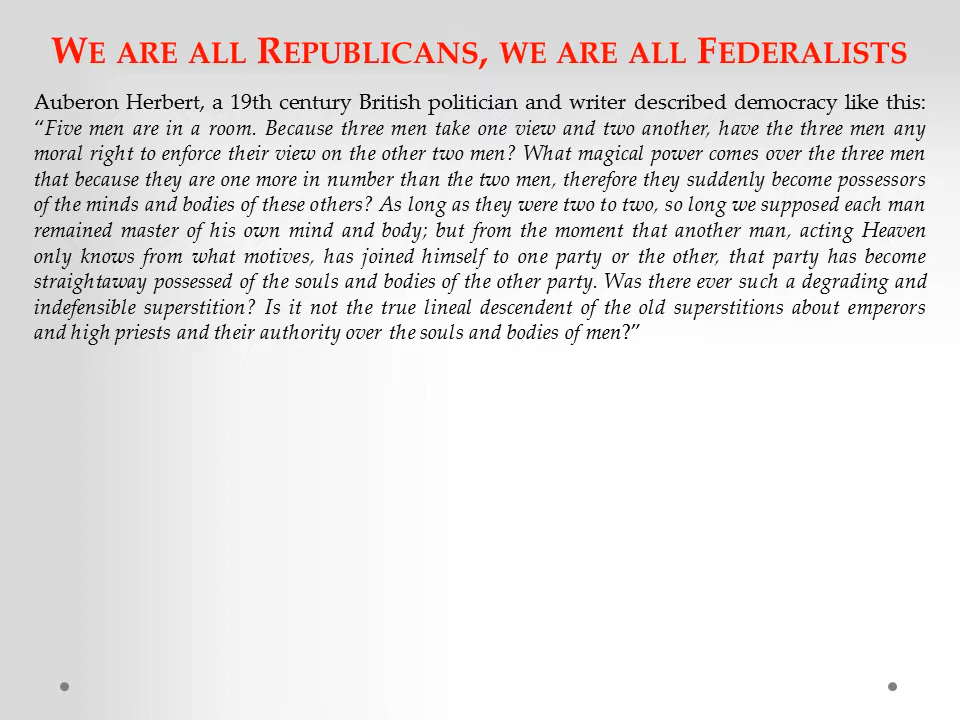 We are all Republicans, we are all Federalists
Auberon Herbert, a 19th century British politician and writer described democracy like this:
“Five men are in a room. Because three men take one view and two another, have the three men any
moral right to enforce their view on the other two men? What magical power comes over the three men
that because they are one more in number than the two men, therefore they suddenly become possessors
of the minds and bodies of these others? As long as they were two to two, so long we supposed each man
remained master of his own mind and body; but from the moment that another man, acting Heaven
only knows from what motives, has joined himself to one party or the other, that party has become
straightaway possessed of the souls and bodies of the other party. Was there ever such a degrading and
indefensible superstition? Is it not the true lineal descendent of the old superstitions about emperors
and high priests and their authority over the souls and bodies of men?”